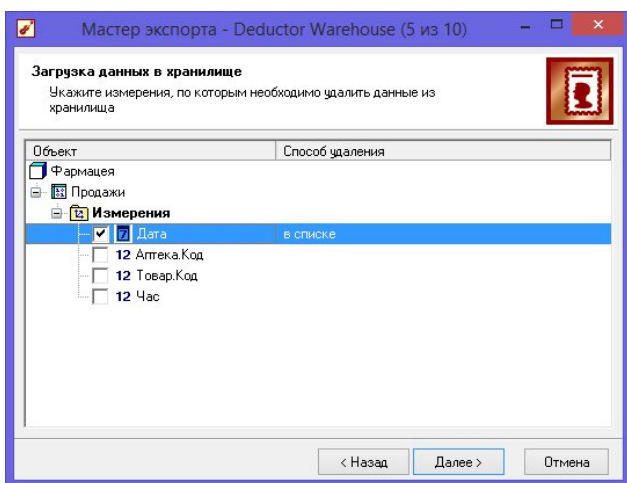 Мастер экспорта - Deductor Warehouse (5 из 10)
Загрузка данных в хранилище
Укажите измерения, по которым необходимо удалить данные из
хранилища
Объект Способ удаления
Фармацея
Продажи
Измерения
Дата в списке
12 Аптека.Код
12 Товар.Код
12 Час
< Назад Далее > Отмена